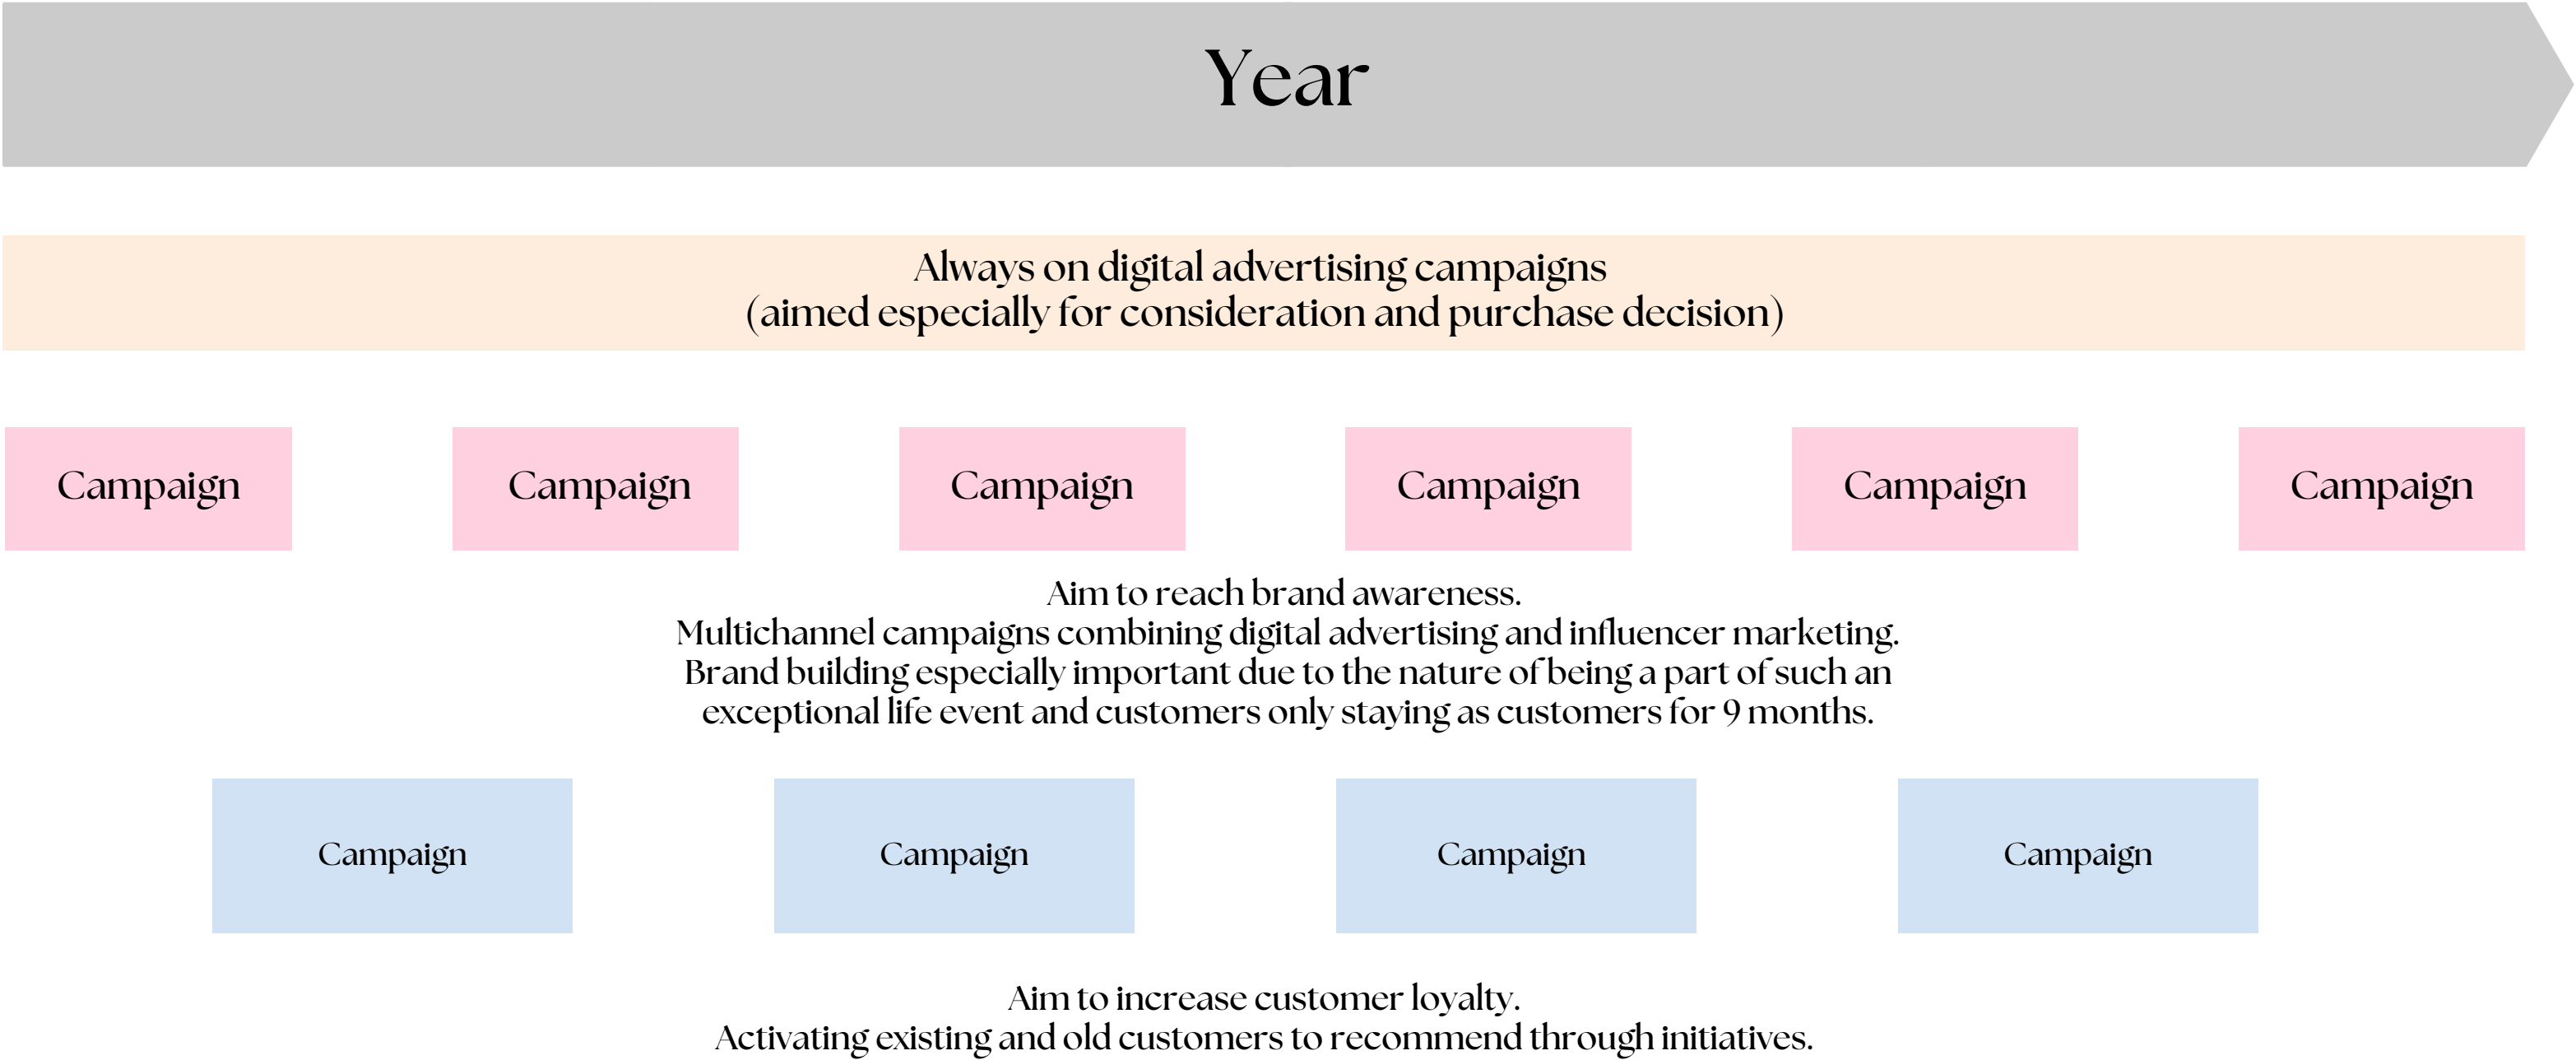 Year
Always on digital advertising campaigns
(aimed especially for consideration and purchase decision)
Campaign
Campaign
Campaign
Campaign
Campaign
Campaign
Aim to reach brand awareness.
Multichannel campaigns combining digital advertising and influencer marketing.
Brand building especially important due to the nature of being a part of such an
exceptional life event and customers only staying as customers for 9 months.
Campaign
Campaign
Campaign
Campaign
Aim to increase customer loyalty.
Activating existing and old customers to recommend through initiatives.